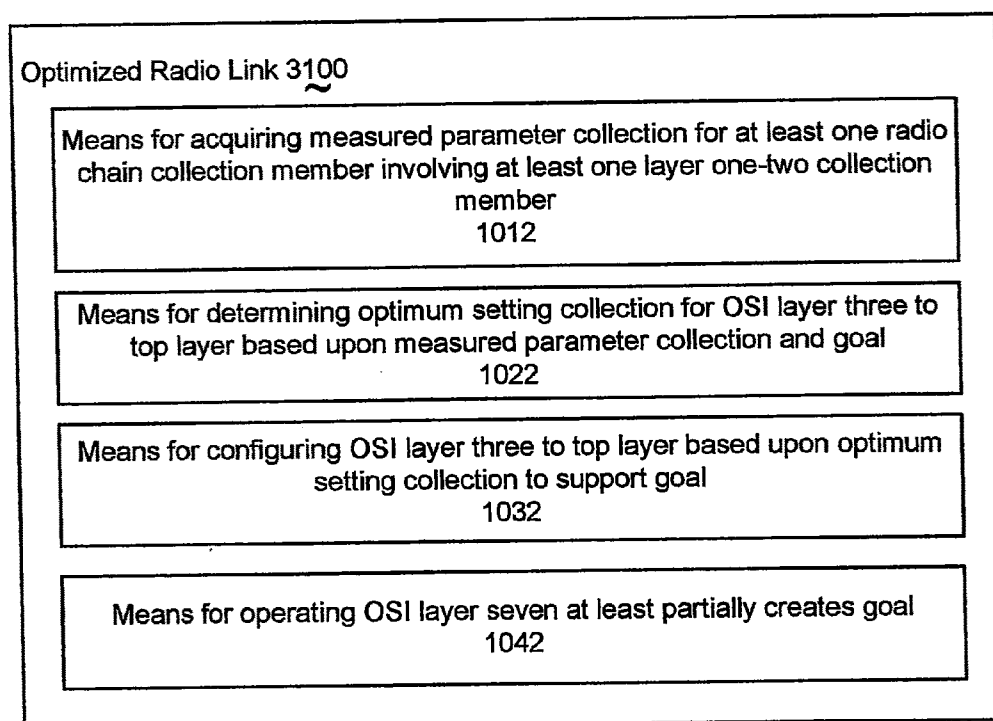 Optimized Radio Link 3100
Means for acquiring measured parameter collection for at least one radio
chain collection member involving at least one layer one-two collection
member
1012
Means for determining optimum setting collection for OSI layer three to
top layer based upon measured parameter collection and goal
1022
Means for configuring OSI layer three to top layer based upon optimum
setting collection to support goal
1032
Means for operating OSI layer seven at least partially creates goal
1042